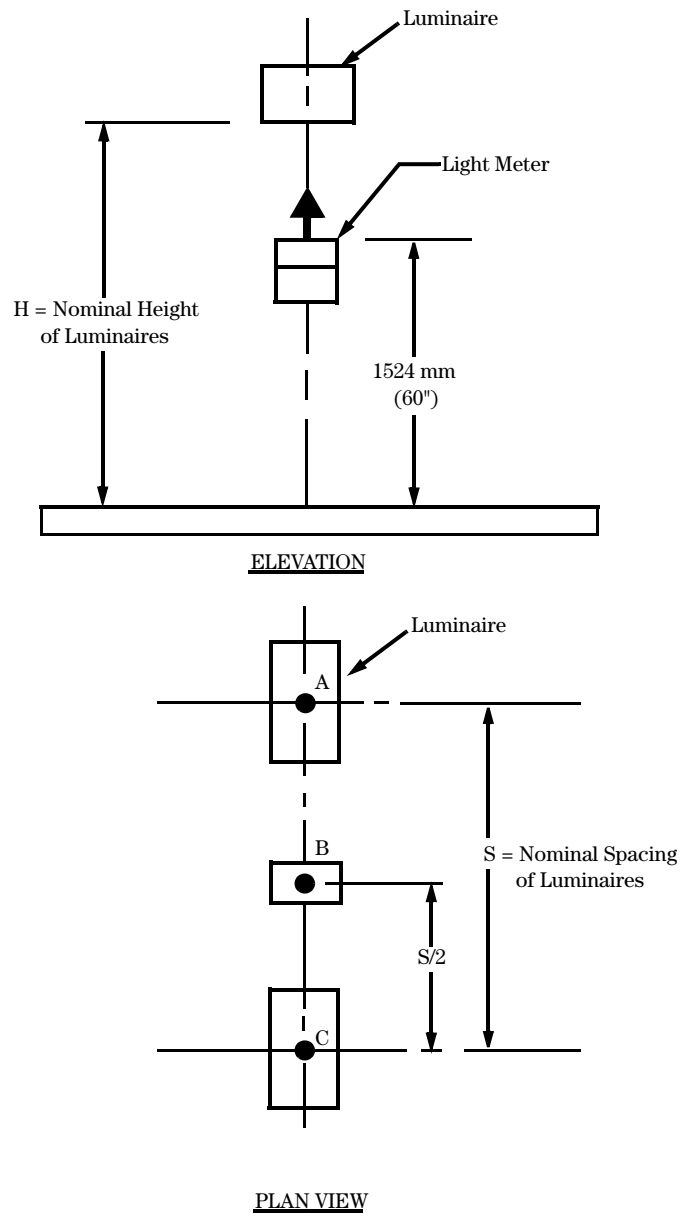 Luminaire
Light Meter
H = Nominal Height
of Luminaires
1524 mm
(60")
ELEVATION
Luminaire
A
B
S = Nominal Spacing
of Luminaires
S/2
C
PLAN VIEW